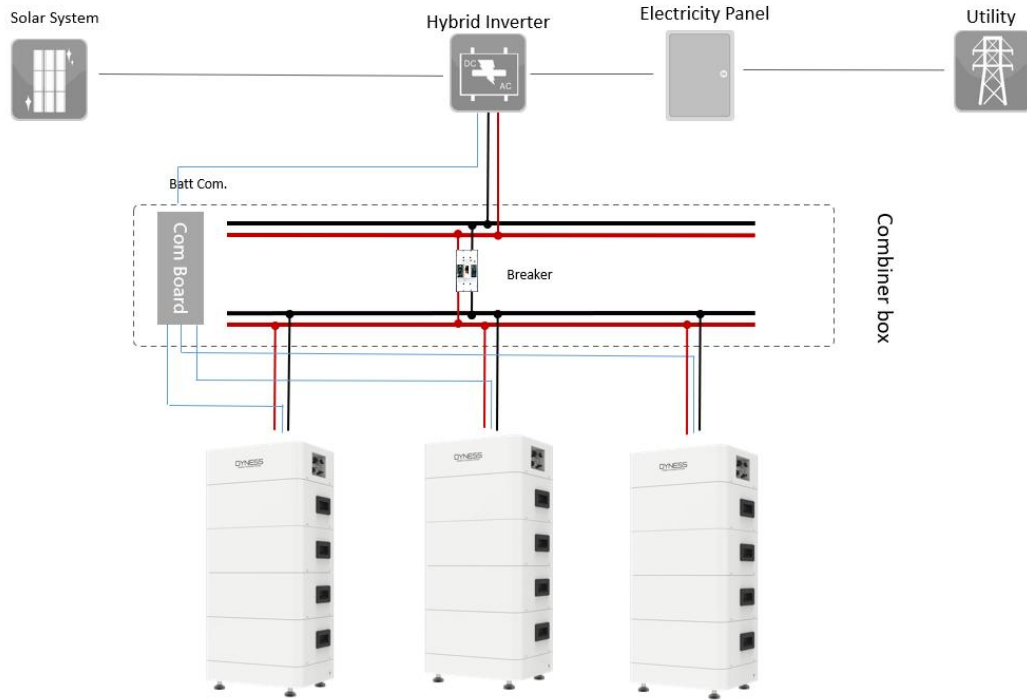 Solar System
Hybrid Inverter
Electricity Panel
Utility
DC
AC
Batt Com.
Com Board
Breaker
Combiner box
DYNESS
DYNESS
DYNESS